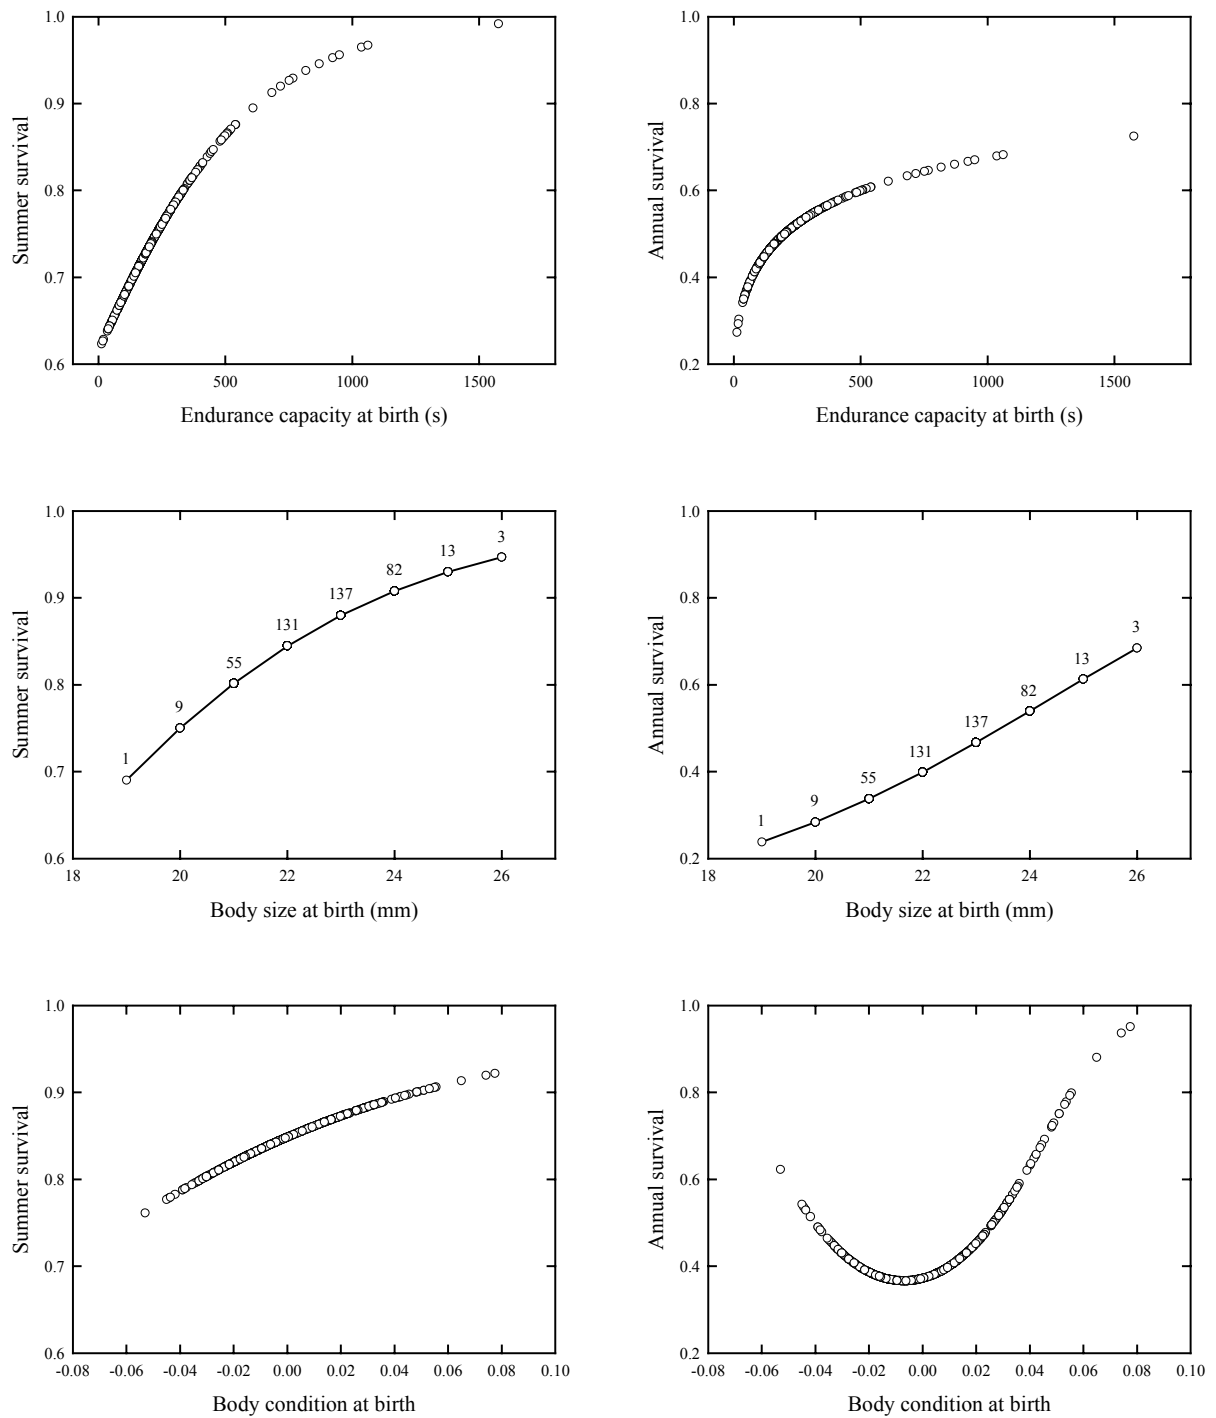 1.0
0.9
0.8
0.7
0.6
Summer survival
0 500 1000 1500
Endurance capacity at birth (s)
1.0
0.8
0.6
0.4
0.2
Annual survival
0 500 1000 1500
Endurance capacity at birth (s)
1.0
0.9
0.8
0.7
0.6
Summer survival
1 9 55 131 137 82 13 3
18 20 22 24 26
Body size at birth (mm)
1.0
0.8
0.6
0.4
0.2
Annual survival
1 9 55 131 137 82 13 3
18 20 22 24 26
Body size at birth (mm)
1.0
0.9
0.8
0.7
0.6
Summer survival
-0.08 -0.06 -0.04 -0.02 0.00 0.02 0.04 0.06 0.08 0.10
Body condition at birth
1.0
0.8
0.6
0.4
0.2
Annual survival
-0.08 -0.06 -0.04 -0.02 0.00 0.02 0.04 0.06 0.08 0.10
Body condition at birth